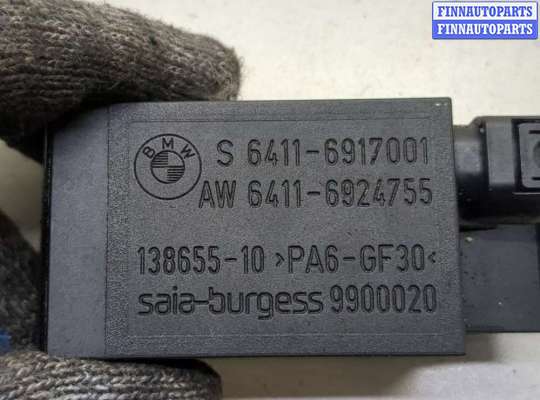 FINNAUTOPARTS
FINNAUTOPARTS
BMW
S 6411-6917001
AW 6411-6924755
138655-10 >PA6-GF30<
saia-burgess 9900020